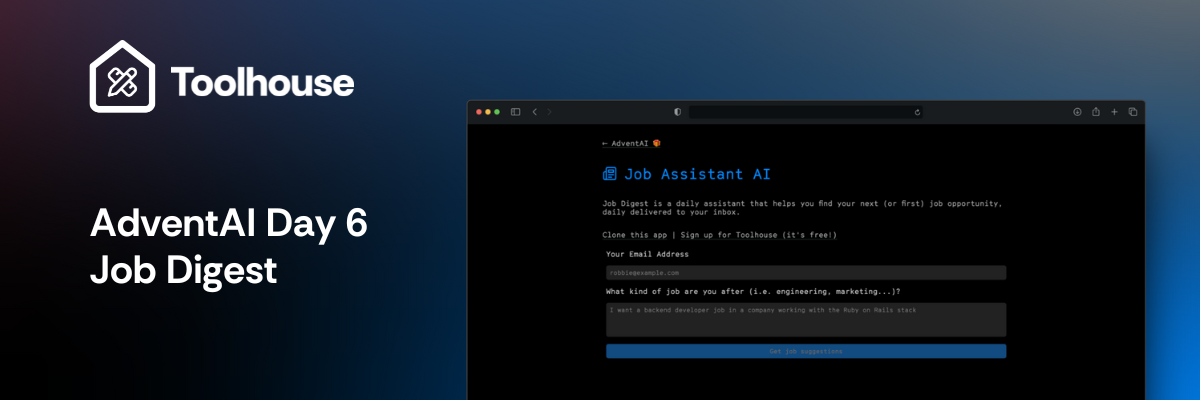 Toolhouse
AdventAI Day 6
Job Digest
← AdventAI
Job Assistant AI
Job Digest is a daily assistant that helps you find your next (or first) job opportunity,
daily delivered to your inbox.
Clone this app | Sign up for Toolhouse (it's free!)
Your Email Address
robbie@example.com
What kind of job are you after (i.e. engineering, marketing...)?
I want a backend developer job in a company working with the Ruby on Rails stack
Get job suggestions